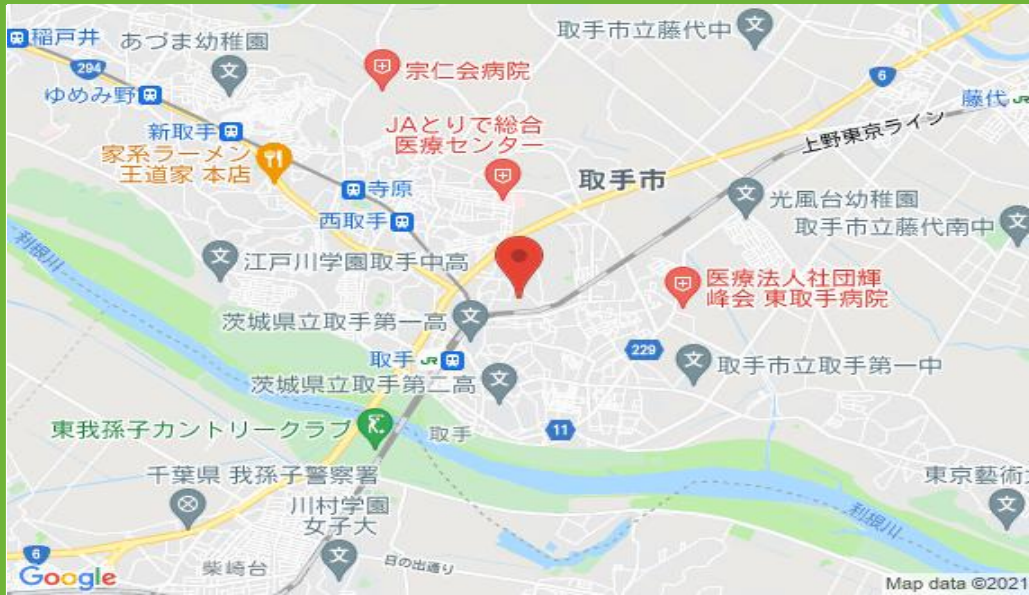 稲戸井
あづま幼稚園
取手市立藤代中
294
宗仁会病院
6
ゆめみ野
藤代 JR
新取手
JAとりで総合
医療センター
上野東京ライン
家系ラーメン
王道家 本店
寺原
取手市
光風台幼稚園
西取手
取手市立藤代南中
利根川
江戸川学園取手中高
医療法人社団輝
峰会 東取手病院
茨城県立取手第一高
229
取手 JR
取手市立取手第一中
茨城県立取手第二高
東我孫子カントリークラブ
取手
11
千葉県 我孫子警察署
東京藝術
川村学園
女子大
利根川
6
柴崎台
日の出通り
Google
Map data ©2021